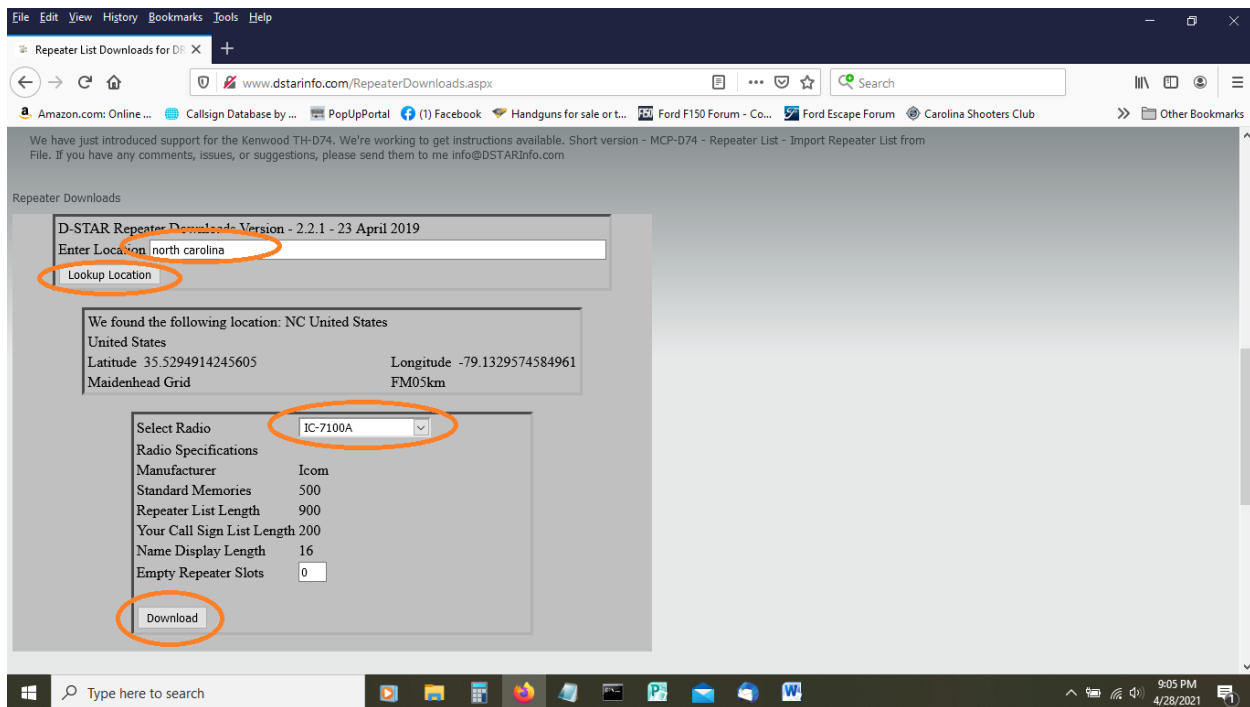 File Edit View History Bookmarks Tools Help
Repeater List Downloads for DR
www.dstarinfo.com/RepeaterDownloads.aspx
Search
Amazon.com: Online ... Callsign Database by ... PopUpPortal (1) Facebook Handguns for sale or t... Ford F150 Forum - Co... Ford Escape Forum Carolina Shooters Club Other Bookmarks
We have just introduced support for the Kenwood TH-D74. We're working to get instructions available. Short version - MCP-D74 - Repeater List - Import Repeater List from
File. If you have any comments, issues, or suggestions, please send them to me info@DSTARInfo.com
Repeater Downloads
D-STAR Repeater Downloads Version - 2.2.1 - 23 April 2019
Enter Location north carolina
Lookup Location
We found the following location: NC United States
United States
Latitude 35.5294914245605 Longitude -79.1329574584961
Maidenhead Grid FM05km
Select Radio IC-7100A
Radio Specifications
Manufacturer Icom
Standard Memories 500
Repeater List Length 900
Your Call Sign List Length 200
Name Display Length 16
Empty Repeater Slots 0
Download
Type here to search
9:05 PM
4/28/2021